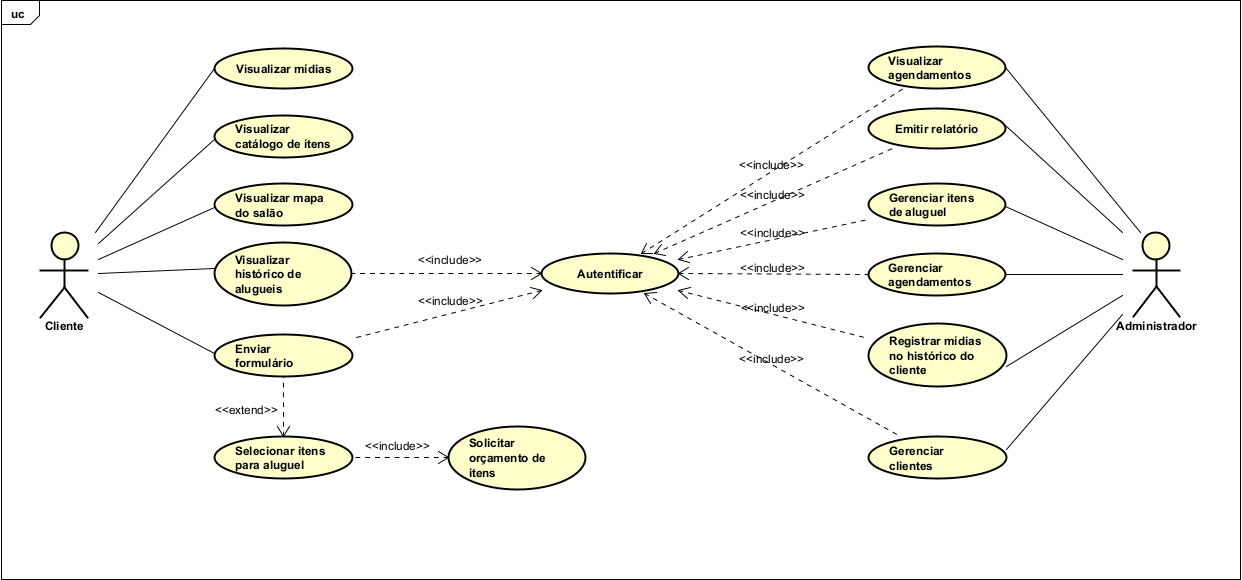 uc
Visualizar mídias
Visualizar
catálogo de ítens
Visualizar mapa
do salão
Visualizar
histórico de
alugueis
Enviar
formulário
Selecionar itens
para aluguel
Cliente
<<include>>
<<include>>
<<extend>>
<<include>>
Solicitar
orçamento de
itens
Autentificar
<<include>>
<<include>>
<<include>>
<<include>>
<<include>>
<<include>>
Visualizar
agendamentos
Emitir relatório
Gerenciar itens
de aluguel
Gerenciar
agendamentos
Registrar mídias
no histórico do
cliente
Gerenciar
clientes
Administrador